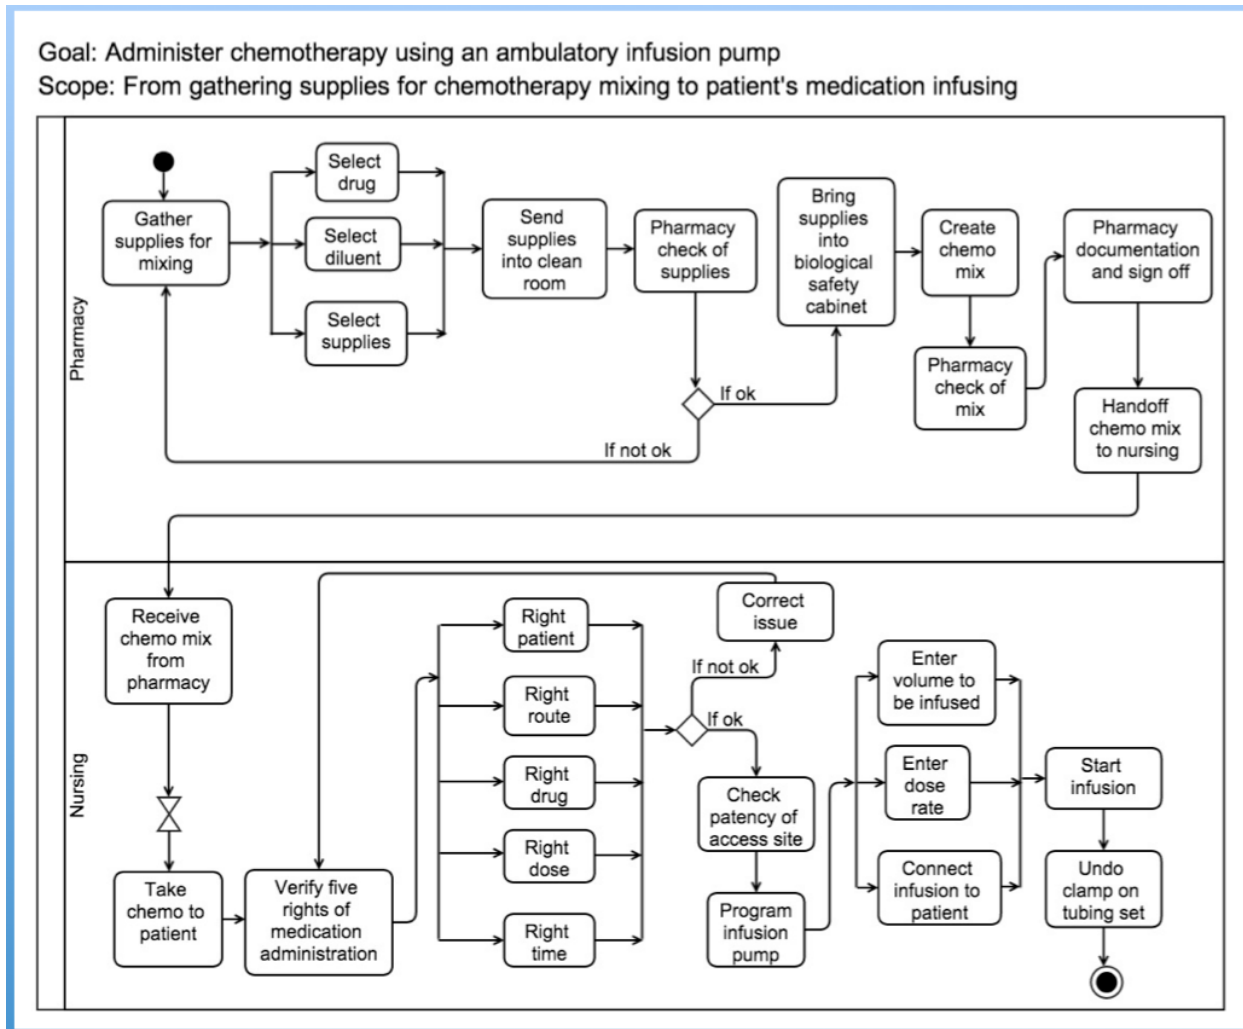 Goal: Administer chemotherapy using an ambulatory infusion pump
Scope: From gathering supplies for chemotherapy mixing to patient's medication infusing
Pharmacy
Gather
supplies for
mixing
Select
drug
Select
diluent
Select
supplies
Send
supplies
into clean
room
Pharmacy
check of
supplies
If ok
If not ok
Bring
supplies
into
biological
safety
cabinet
Create
chemo
mix
Pharmacy
check of
mix
Pharmacy
documentation
and sign off
Handoff
chemo mix
to nursing
Nursing
Receive
chemo mix
from
pharmacy
Take
chemo to
patient
Verify five
rights of
medication
administration
Right
patient
Right
route
Right
drug
Right
dose
Right
time
If not ok
Correct
issue
If ok
Check
patency of
access site
Program
infusion
pump
Enter
volume to
be infused
Enter
dose
rate
Connect
infusion to
patient
Start
infusion
Undo
clamp on
tubing set